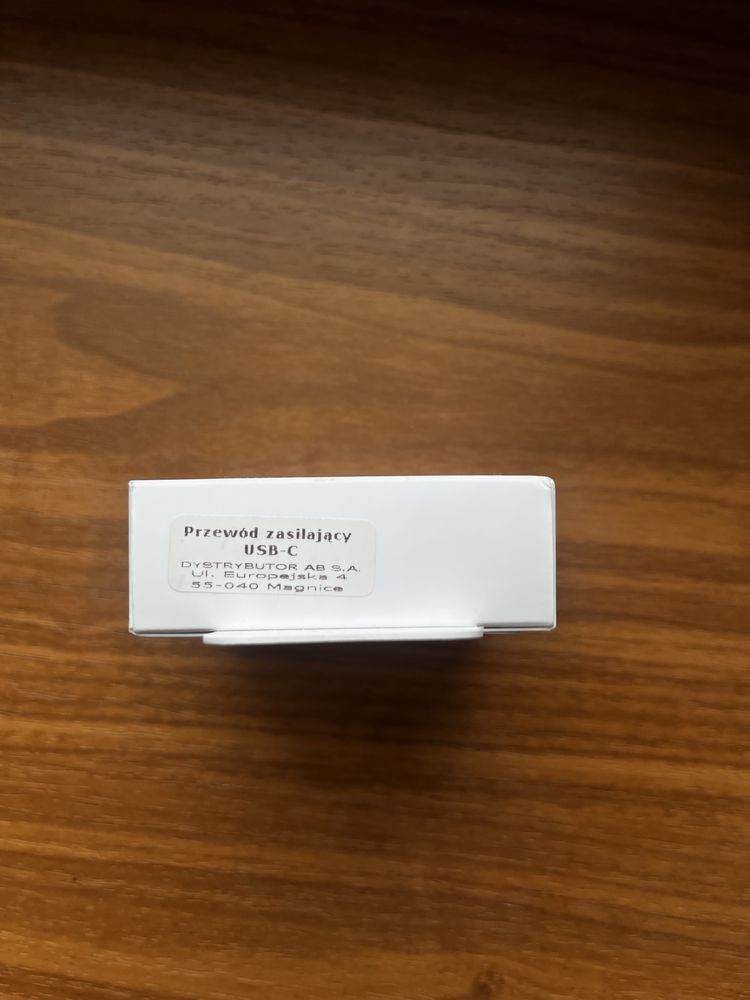 Przewód zasilający
USB-C
DYSTRYBUTOR AB S.A.
Ul. Europejska 4
55-040 Magnice